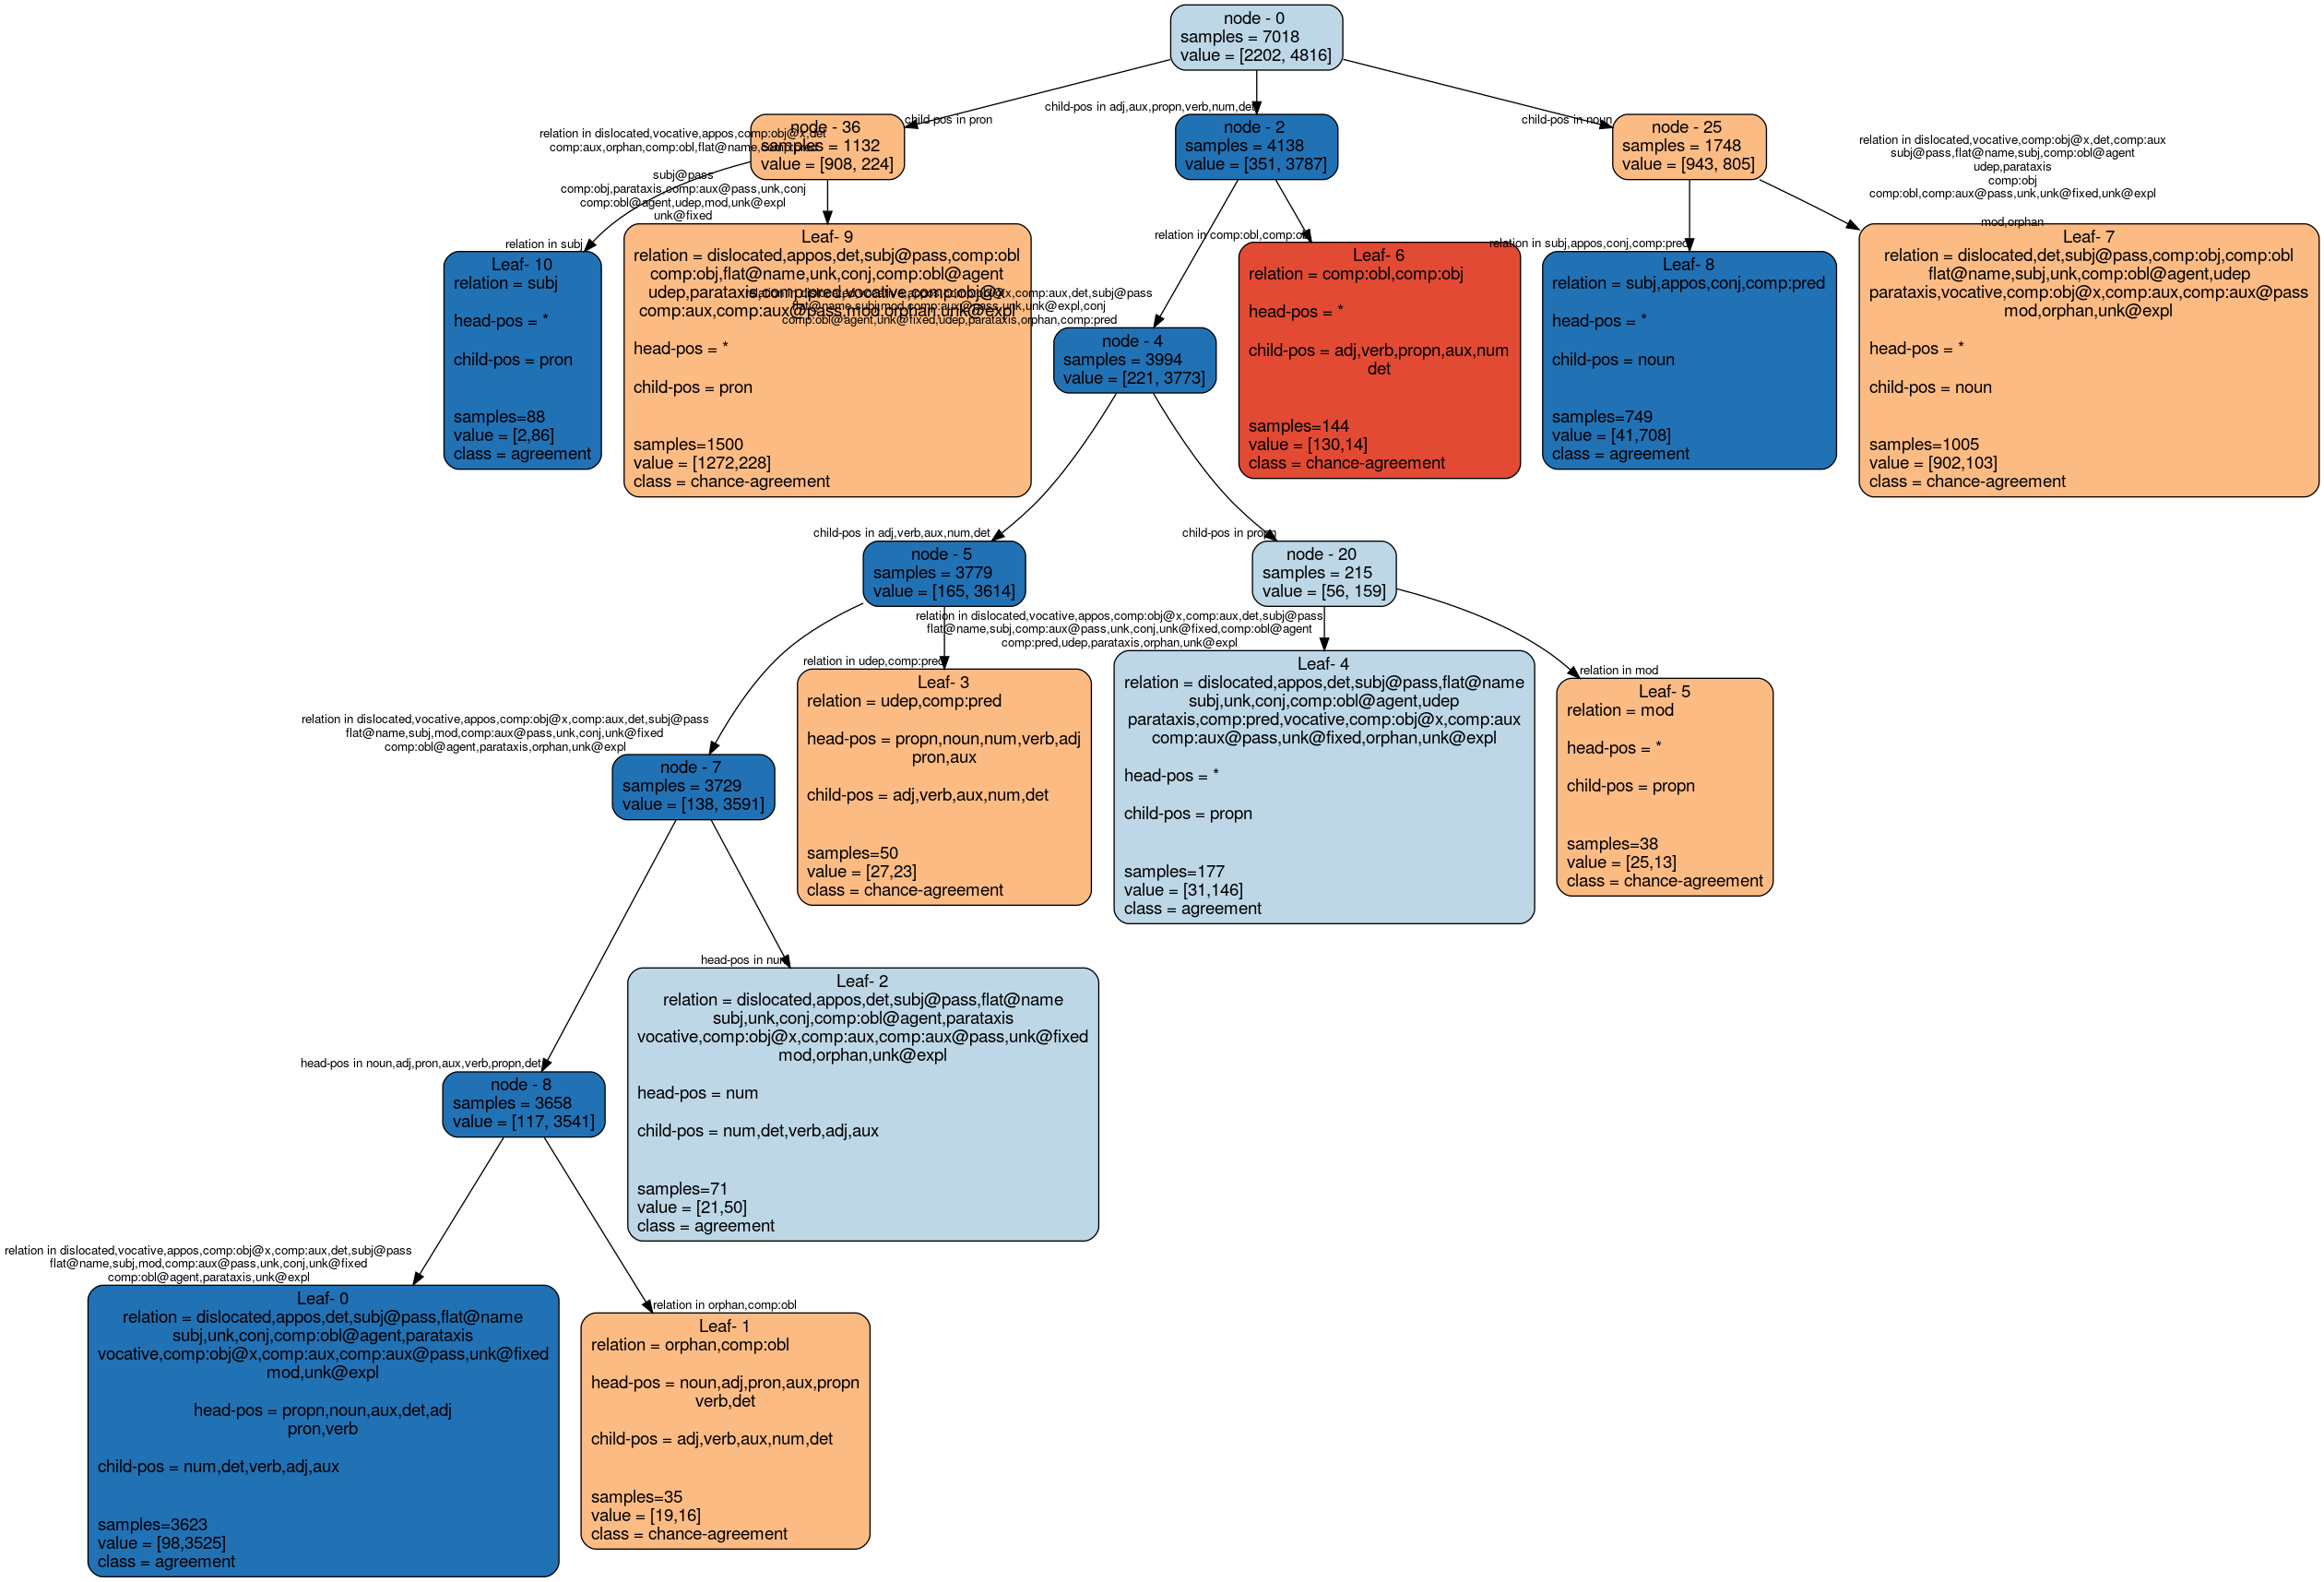 node - 0
samples = 7018
value = [2202, 4816]
child-pos in pron
child-pos in adj,aux,propn,verb,num,det
child-pos in noun
node - 36
samples = 1132
value = [908, 224]
node - 2
samples = 4138
value = [351, 3787]
node - 25
samples = 1748
value = [943, 805]
relation in dislocated,vocative,appos,comp:obj@x,det
comp:aux,orphan,comp:obl,flat@name,comp:pred
subj@pass
comp:obj,parataxis,comp:aux@pass,unk,conj
comp:obl@agent,udep,mod,unk@expl
unk@fixed
relation in subj
relation in comp:obl,comp:obj
relation in subj,appos,conj,comp:pred
relation in dislocated,vocative,comp:obj@x,det,comp:aux
subj@pass,flat@name,subj,comp:obl@agent
udep,parataxis
comp:obj
comp:obl,comp:aux@pass,unk,unk@fixed,unk@expl
mod,orphan
Leaf- 10
relation = subj
head-pos = *
child-pos = pron
samples=88
value = [2,86]
class = agreement
Leaf- 9
relation = dislocated,appos,det,subj@pass,comp:obl
comp:obj,flat@name,unk,conj,comp:obl@agent
udep,parataxis,comp:pred,vocative,comp:obj@x
comp:aux,comp:aux@pass,mod,orphan,unk@expl
head-pos = *
child-pos = pron
samples=1500
value = [1272,228]
class = chance-agreement
relation in dislocated,vocative,appos,comp:obj@x,comp:aux,det,subj@pass
flat@name,subj,mod,comp:aux@pass,unk,unk@expl,conj
comp:obl@agent,unk@fixed,udep,parataxis,orphan,comp:pred
node - 4
samples = 3994
value = [221, 3773]
Leaf- 6
relation = comp:obl,comp:obj
head-pos = *
child-pos = adj,verb,propn,aux,num
det
samples=144
value = [130,14]
class = chance-agreement
Leaf- 8
relation = subj,appos,conj,comp:pred
head-pos = *
child-pos = noun
samples=749
value = [41,708]
class = agreement
Leaf- 7
relation = dislocated,det,subj@pass,comp:obj,comp:obl
flat@name,subj,unk,comp:obl@agent,udep
parataxis,vocative,comp:obj@x,comp:aux,comp:aux@pass
mod,orphan,unk@expl
head-pos = *
child-pos = noun
samples=1005
value = [902,103]
class = chance-agreement
child-pos in adj,verb,aux,num,det
child-pos in propn
node - 5
samples = 3779
value = [165, 3614]
node - 20
samples = 215
value = [56, 159]
relation in dislocated,vocative,appos,comp:obj@x,comp:aux,det,subj@pass
flat@name,subj,mod,comp:aux@pass,unk,conj,unk@fixed
comp:obl@agent,parataxis,orphan,unk@expl
relation in udep,comp:pred
relation in dislocated,vocative,appos,comp:obj@x,comp:aux,det,subj@pass
flat@name,subj,comp:aux@pass,unk,conj,unk@fixed,comp:obl@agent
comp:pred,udep,parataxis,orphan,unk@expl
relation in mod
node - 7
samples = 3729
value = [138, 3591]
Leaf- 3
relation = udep,comp:pred
head-pos = propn,noun,num,verb,adj
pron,aux
child-pos = adj,verb,aux,num,det
samples=50
value = [27,23]
class = chance-agreement
Leaf- 4
relation = dislocated,appos,det,subj@pass,flat@name
subj,unk,conj,comp:obl@agent,udep
parataxis,comp:pred,vocative,comp:obj@x,comp:aux
comp:aux@pass,unk@fixed,orphan,unk@expl
head-pos = *
child-pos = propn
samples=177
value = [31,146]
class = agreement
Leaf- 5
relation = mod
head-pos = *
child-pos = propn
samples=38
value = [25,13]
class = chance-agreement
head-pos in noun,adj,pron,aux,verb,propn,det
head-pos in num
node - 8
samples = 3658
value = [117, 3541]
Leaf- 2
relation = dislocated,appos,det,subj@pass,flat@name
subj,unk,conj,comp:obl@agent,parataxis
vocative,comp:obj@x,comp:aux,comp:aux@pass,unk@fixed
mod,orphan,unk@expl
head-pos = num
child-pos = num,det,verb,adj,aux
samples=71
value = [21,50]
class = agreement
relation in dislocated,vocative,appos,comp:obj@x,comp:aux,det,subj@pass
flat@name,subj,mod,comp:aux@pass,unk,conj,unk@fixed
comp:obl@agent,parataxis,unk@expl
relation in orphan,comp:obl
Leaf- 0
relation = dislocated,appos,det,subj@pass,flat@name
subj,unk,conj,comp:obl@agent,parataxis
vocative,comp:obj@x,comp:aux,comp:aux@pass,unk@fixed
mod,unk@expl
head-pos = propn,noun,aux,det,adj
pron,verb
child-pos = num,det,verb,adj,aux
samples=3623
value = [98,3525]
class = agreement
Leaf- 1
relation = orphan,comp:obl
head-pos = noun,adj,pron,aux,propn
verb,det
child-pos = adj,verb,aux,num,det
samples=35
value = [19,16]
class = chance-agreement